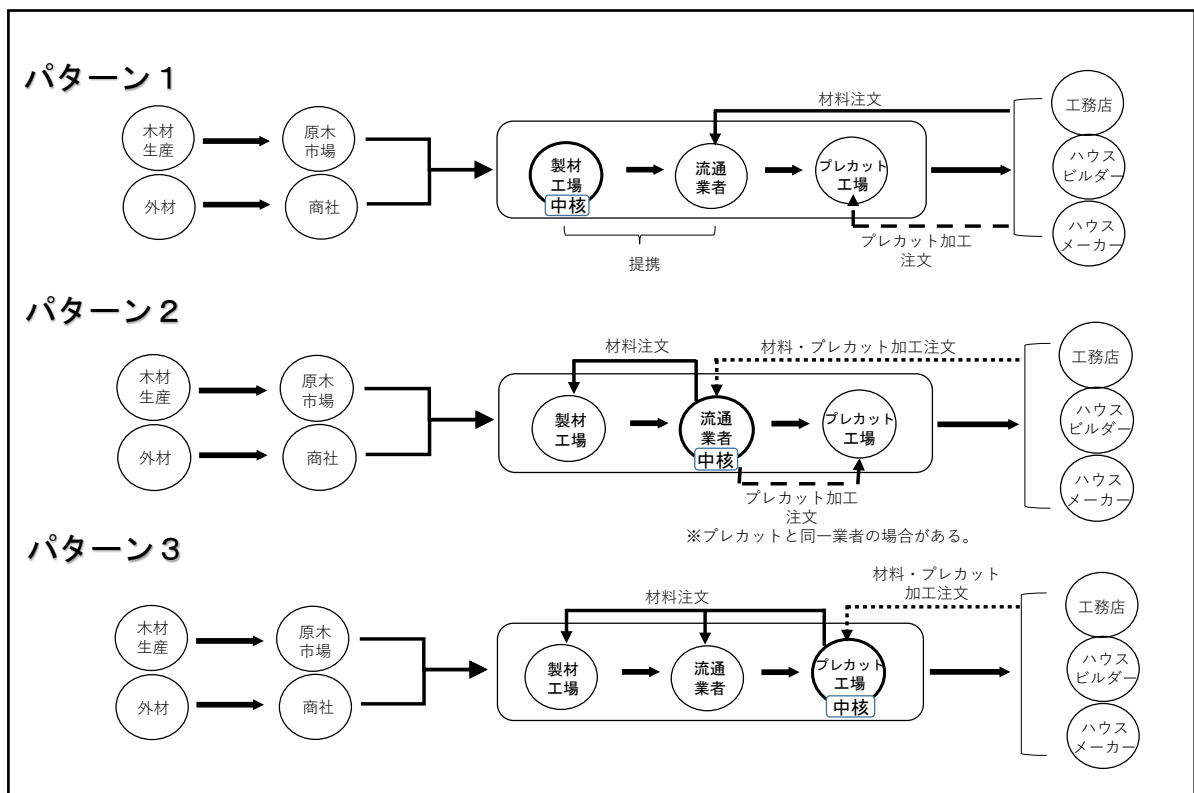 パターン１
材料注文
木材
生産
原木
市場
外材
商社
製材
工場
中核
流通
業者
プレカット
工場
提携
プレカット加工
注文
工務店
ハウス
ビルダー
ハウス
メーカー
パターン２
材料注文
材料・プレカット加工注文
木材
生産
原木
市場
外材
商社
製材
工場
流通
業者
中核
プレカット
工場
プレカット加工
注文
※プレカットと同一業者の場合がある。
工務店
ハウス
ビルダー
ハウス
メーカー
パターン３
材料注文
材料・プレカット
加工注文
木材
生産
原木
市場
外材
商社
製材
工場
流通
業者
プレカット
工場
中核
工務店
ハウス
ビルダー
ハウス
メーカー